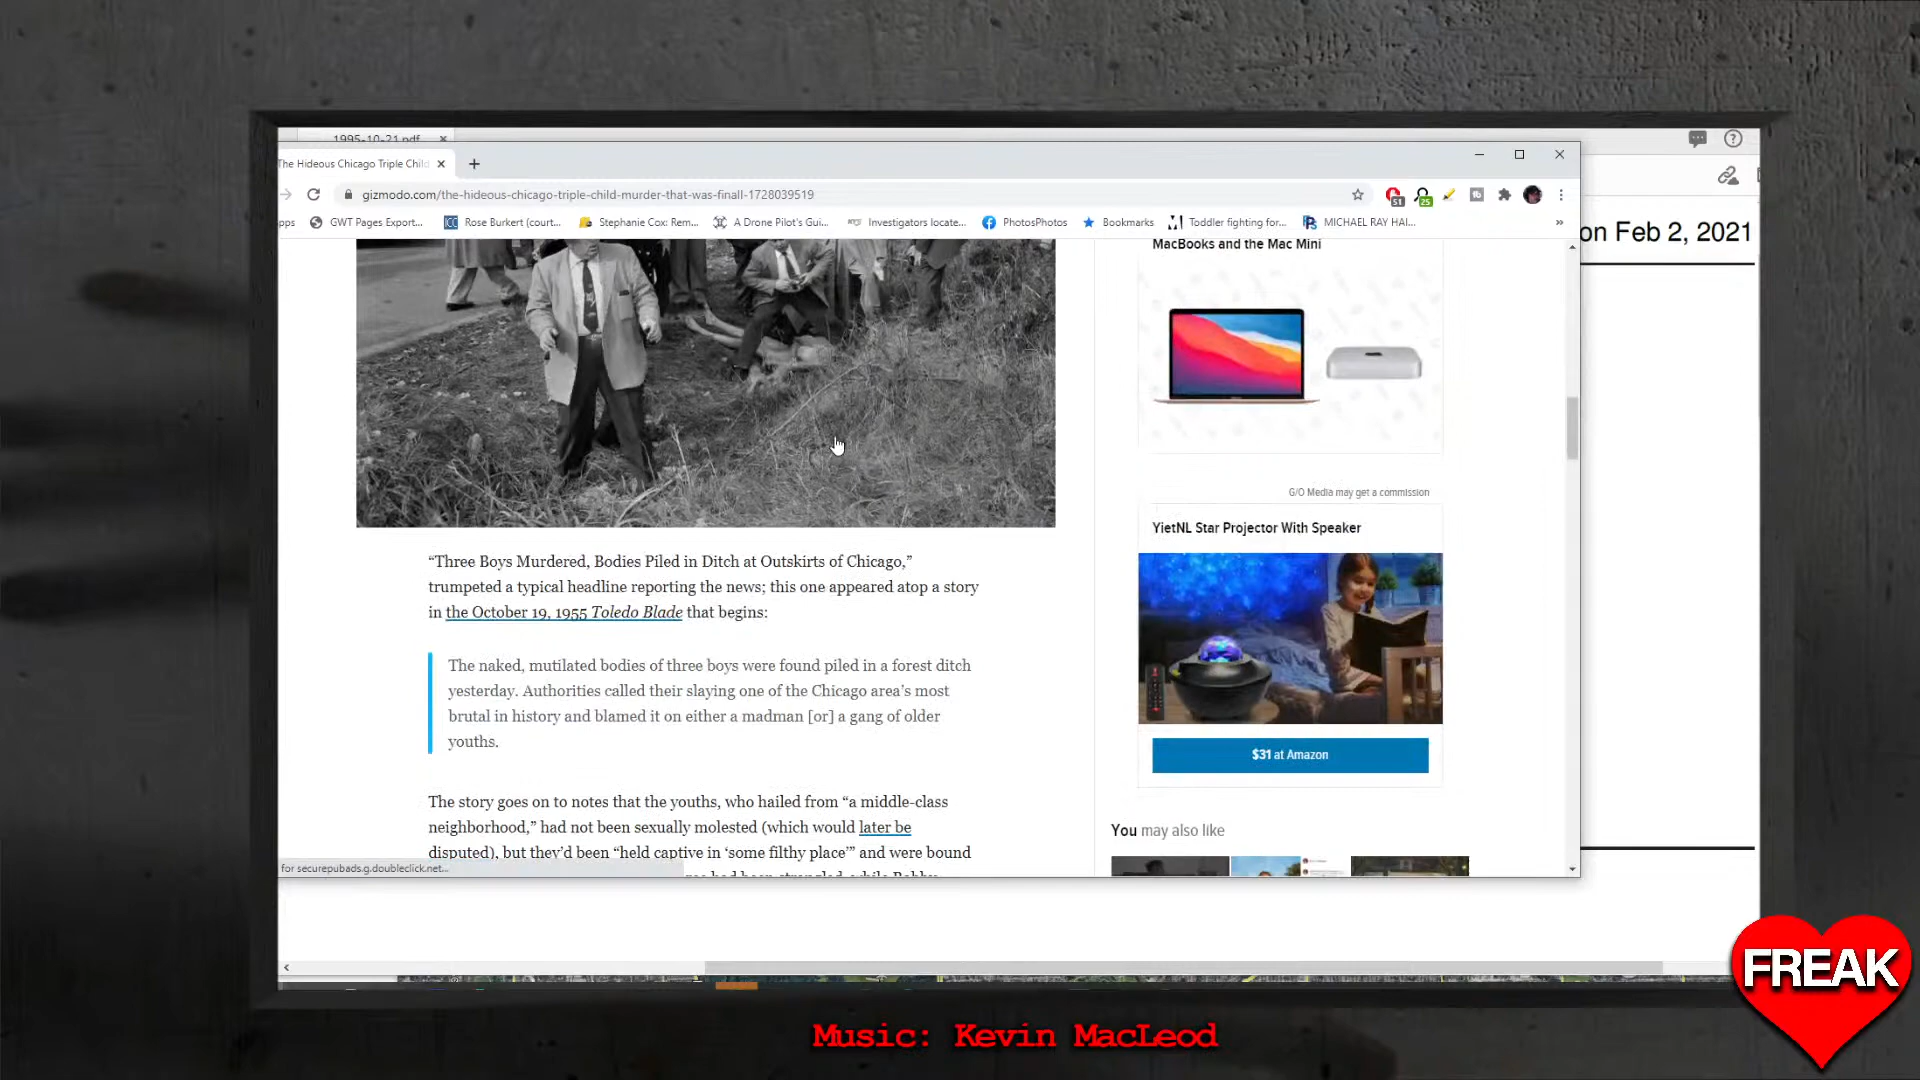 1995-10-21.pdf
The Hideous Chicago Triple Child
gizmodo.com/the-hideous-chicago-triple-child-murder-that-was-finall-1728039519
51
25
GWT Pages Export...
Rose Burkert (court...
Stephanie Cox: Rem...
A Drone Pilot's Gui...
Investigators locate...
PhotosPhotos
Bookmarks
Toddler fighting for...
MICHAEL RAY HAI...
»
on Feb 2, 2021
MacBooks and the Mac Mini
G/O Media may get a commission
YietNL Star Projector With Speaker
$31 at Amazon
You may also like
“Three Boys Murdered, Bodies Piled in Ditch at Outskirts of Chicago,”
trumpeted a typical headline reporting the news; this one appeared atop a story
in the October 19, 1955 Toledo Blade that begins:
The naked, mutilated bodies of three boys were found piled in a forest ditch
yesterday. Authorities called their slaying one of the Chicago area’s most
brutal in history and blamed it on either a madman [or] a gang of older
youths.
The story goes on to notes that the youths, who hailed from “a middle-class
neighborhood,” had not been sexually molested (which would later be
disputed), but they’d been “held captive in ‘some filthy place’” and were bound
for securepubads.g.doubleclick.net...
FREAK
Music: Kevin MacLeod